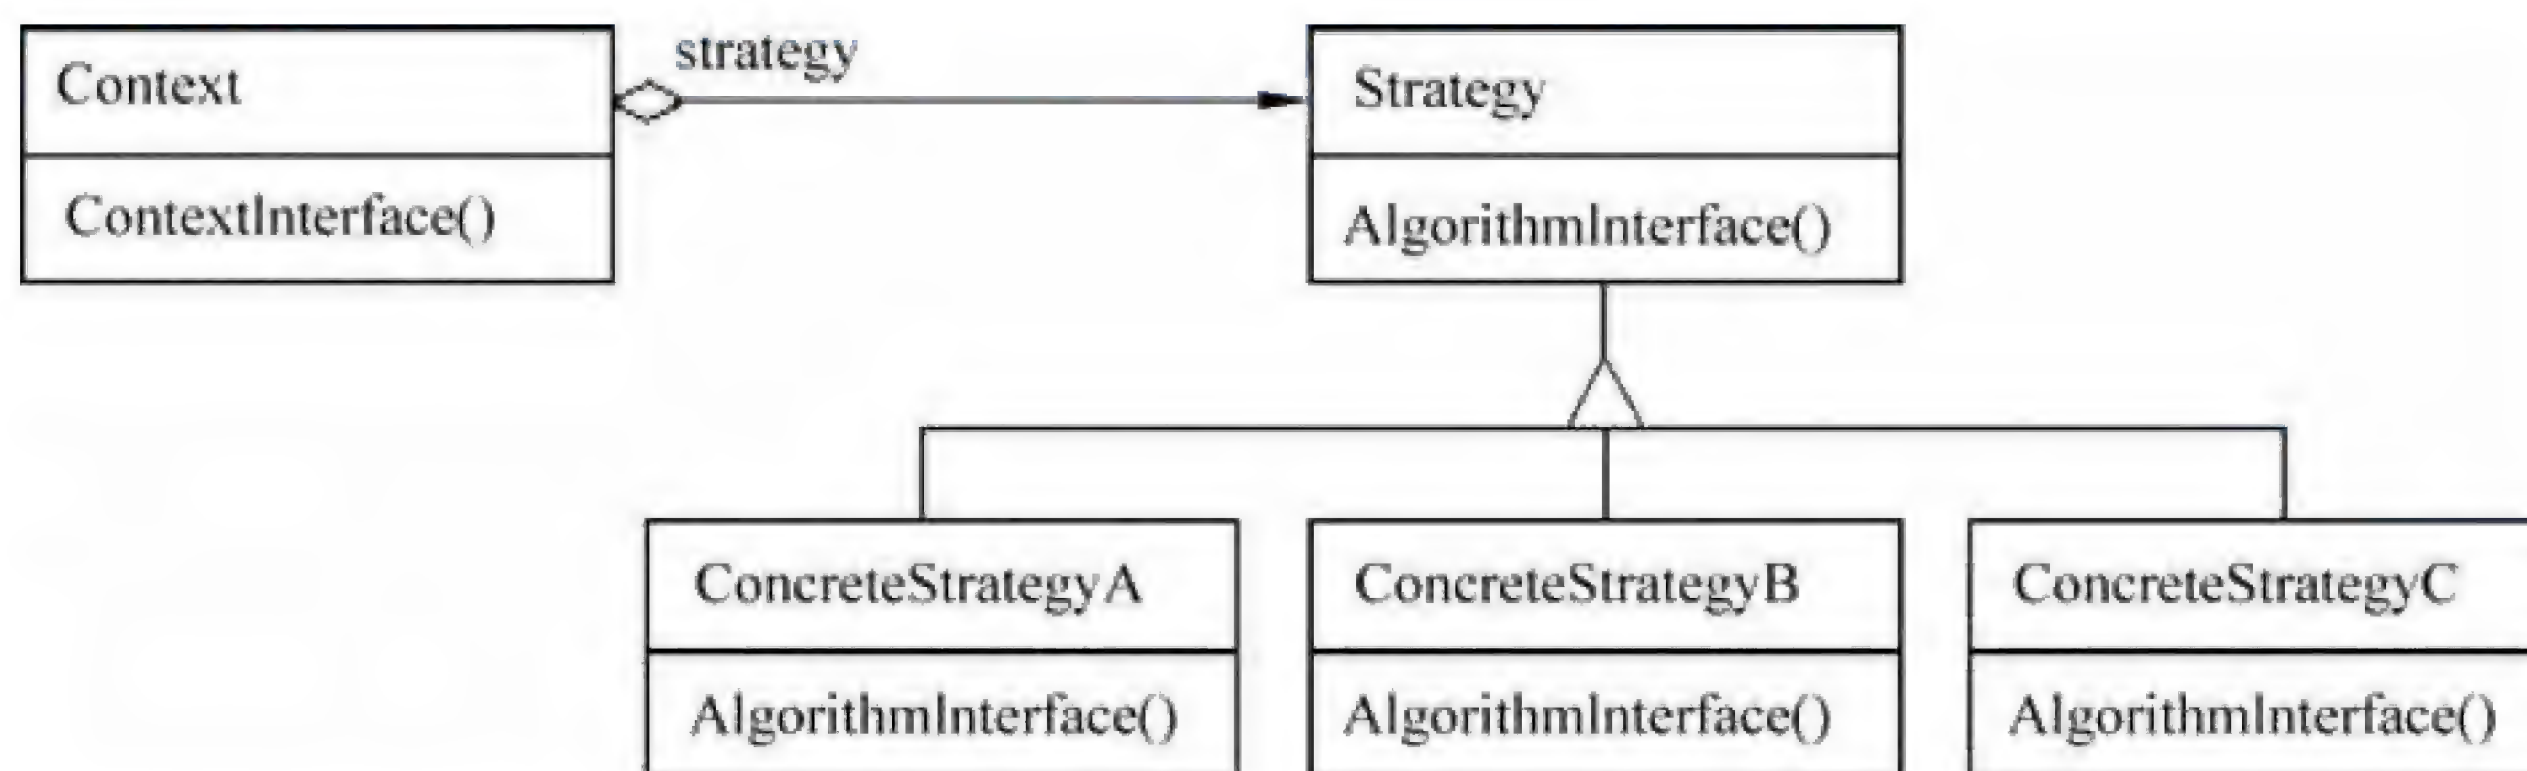 strategy
Context
Strategy
ContextInterface()
AlgorithmInterface()
ConcreteStrategyA
ConcreteStrategyB
ConcreteStrategyC
AlgorithmInterface()
AlgorithmInterface()
AlgorithmInterface()